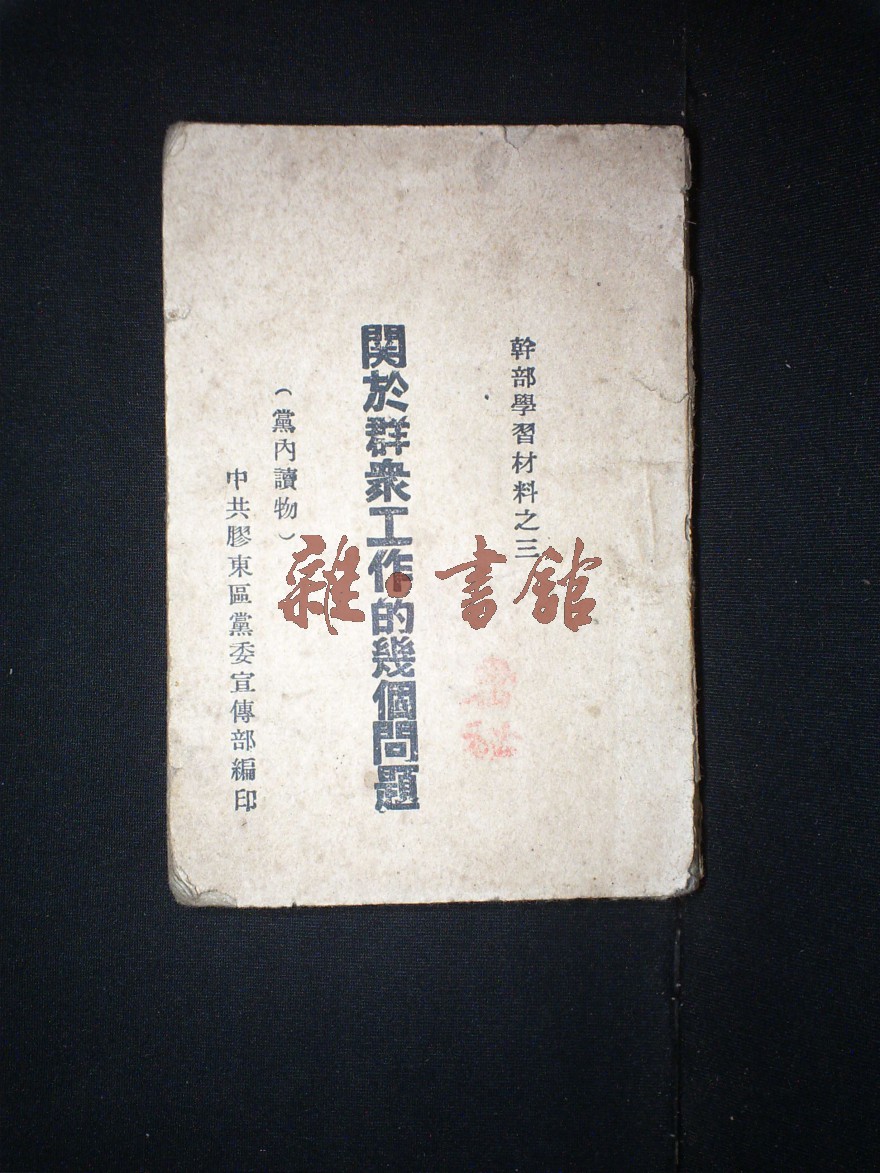 幹部學習材料之三
関於群衆工作的幾個問題
（黨內讀物）
中共膠東區黨委宣傳部編印
雜·書館